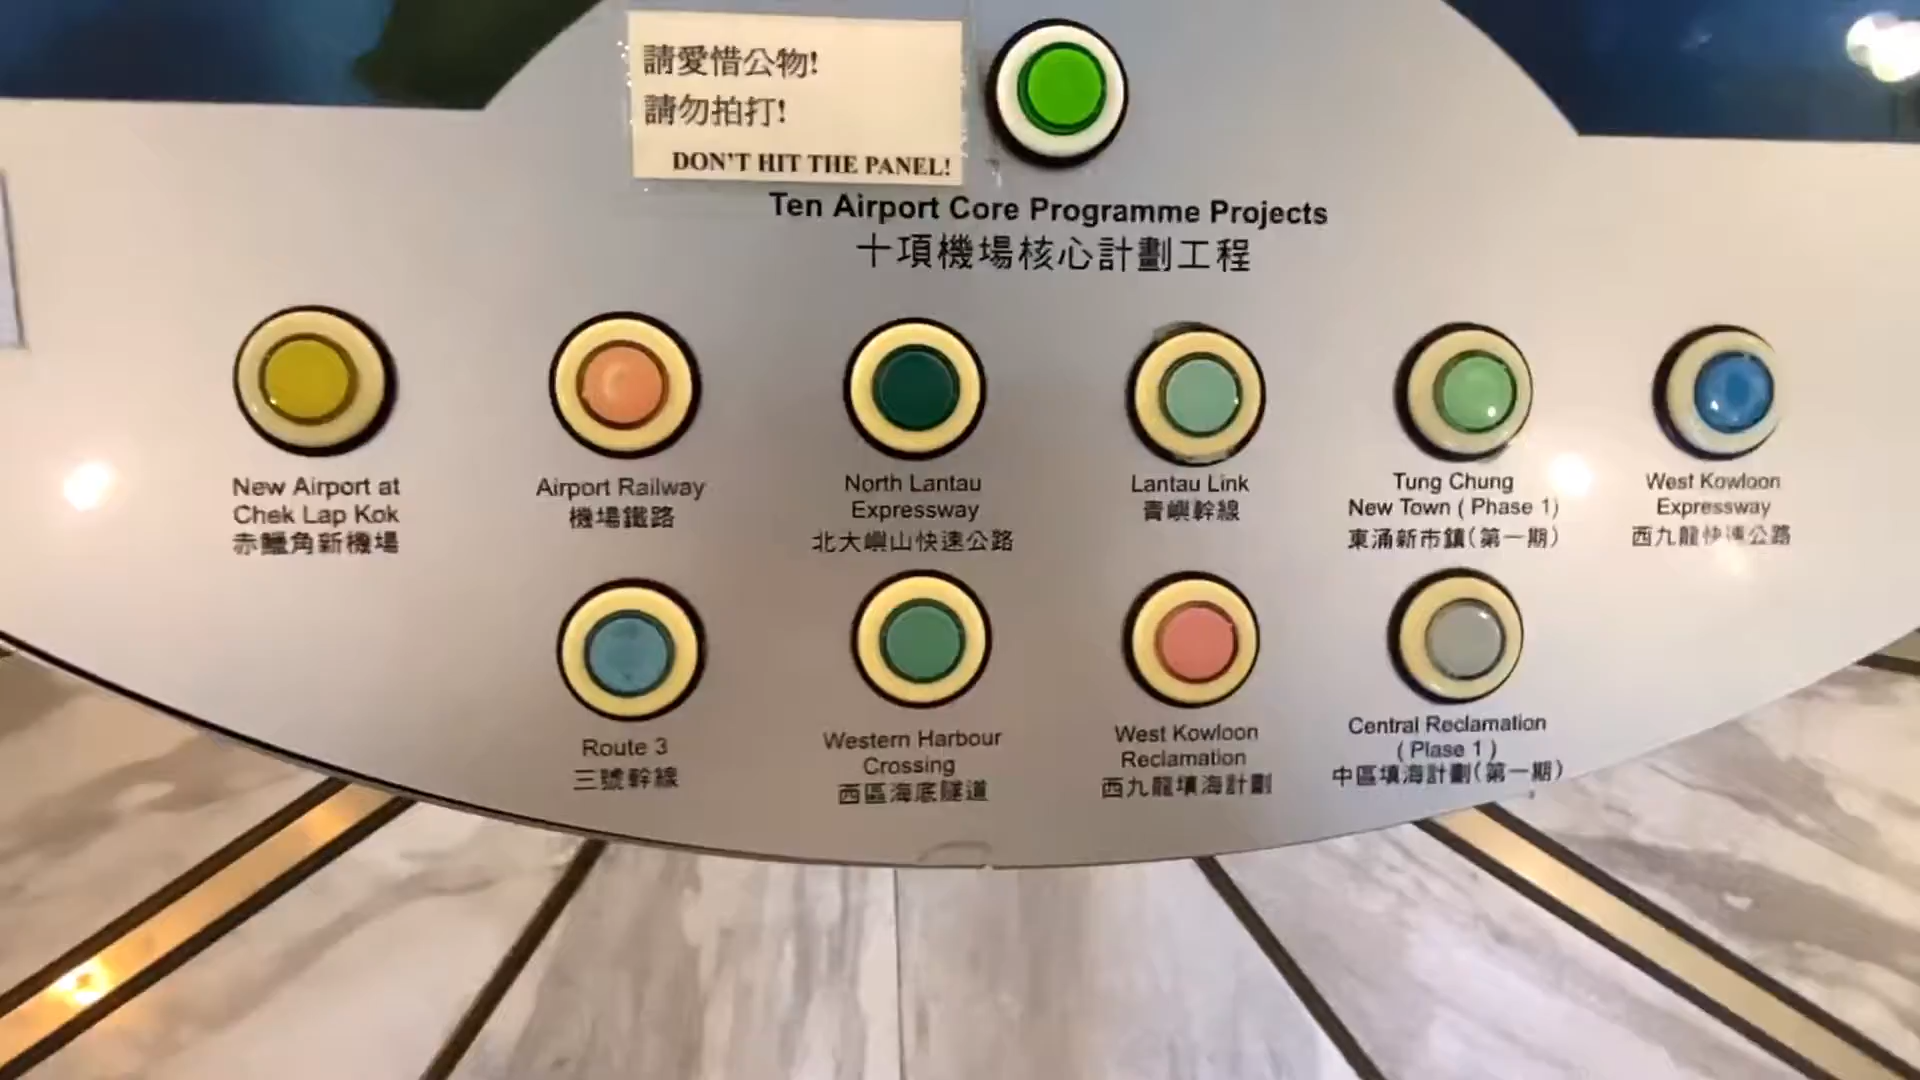 請愛惜公物!
請勿拍打!
DON'T HIT THE PANEL!
Ten Airport Core Programme Projects
十項機場核心計劃工程
New Airport at
Chek Lap Kok
赤鱲角新機場
Airport Railway
機場鐵路
North Lantau
Expressway
北大嶼山快速公路
Lantau Link
青嶼幹線
Tung Chung
New Town ( Phase 1)
東涌新市鎮(第一期)
West Kowloon
Expressway
西九龍快速公路
Route 3
三號幹線
Western Harbour
Crossing
西區海底隧道
West Kowloon
Reclamation
西九龍填海計劃
Central Reclamation
( Plase 1 )
中區填海計劃(第一期)